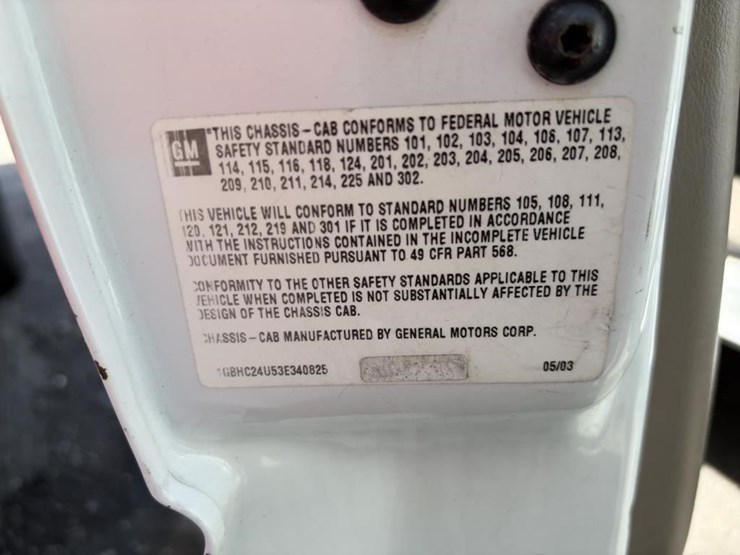 GM
"THIS CHASSIS-CAB CONFORMS TO FEDERAL MOTOR VEHICLE
SAFETY STANDARD NUMBERS 101, 102, 103, 104, 106, 107, 113,
114, 115, 116, 118, 124, 201, 202, 203, 204, 205, 206, 207, 208,
209, 210, 211, 214, 225 AND 302.
THIS VEHICLE WILL CONFORM TO STANDARD NUMBERS 105, 108, 111,
120, 121, 212, 219 AND 301 IF IT IS COMPLETED IN ACCORDANCE
WITH THE INSTRUCTIONS CONTAINED IN THE INCOMPLETE VEHICLE
DOCUMENT FURNISHED PURSUANT TO 49 CFR PART 568.
CONFORMITY TO THE OTHER SAFETY STANDARDS APPLICABLE TO THIS
VEHICLE WHEN COMPLETED IS NOT SUBSTANTIALLY AFFECTED BY THE
DESIGN OF THE CHASSIS CAB.
CHASSIS-CAB MANUFACTURED BY GENERAL MOTORS CORP.
1GBHC24U53E340825 05/03